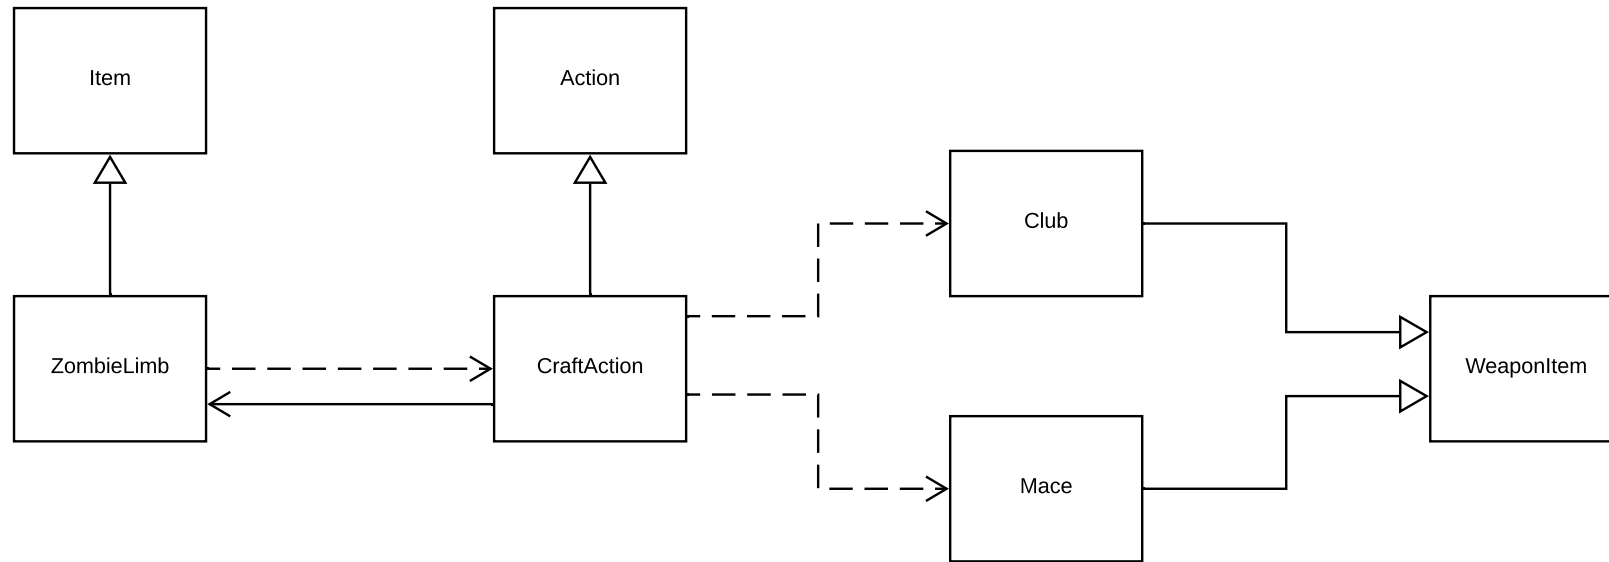 Item
Action
Club
ZombieLimb
CraftAction
WeaponItem
Mace